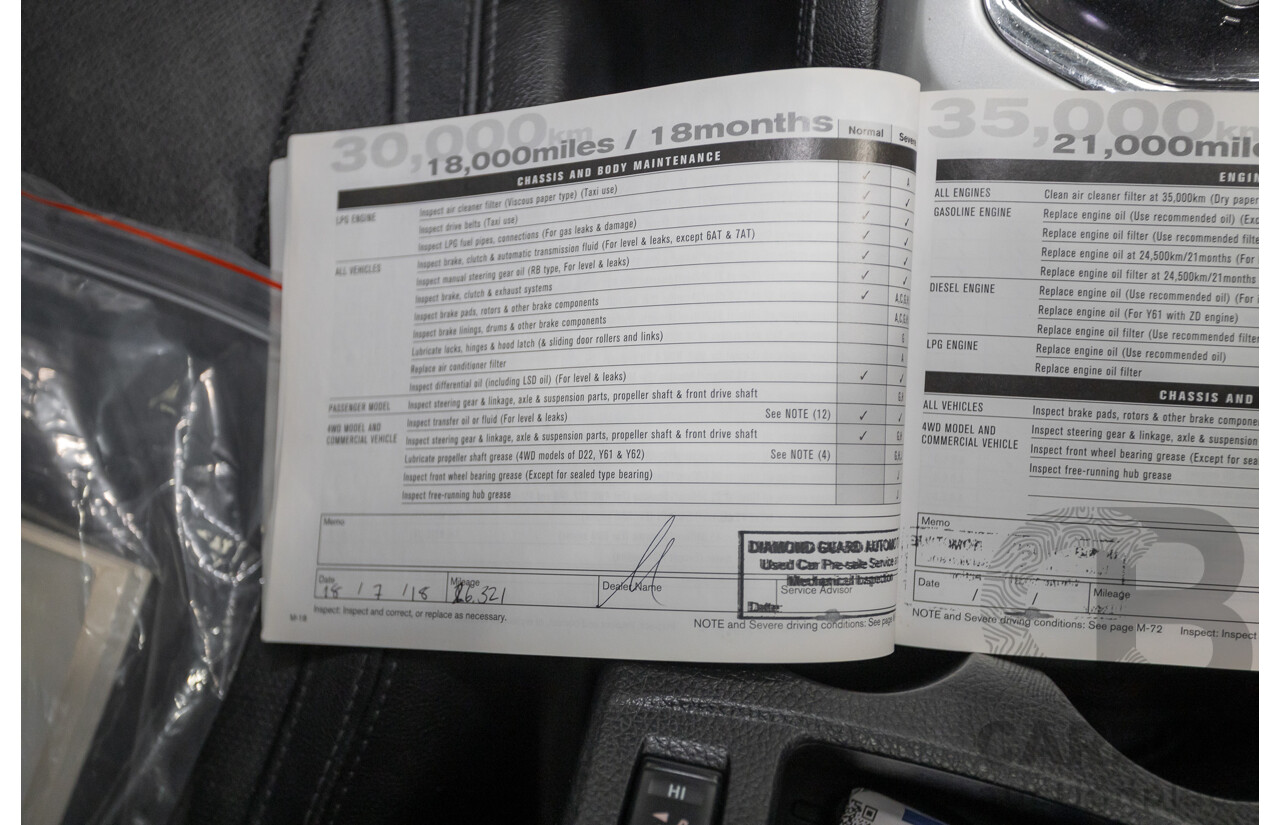 30,000km
18,000miles / 18months
Normal
CHASSIS AND BODY MAINTENANCE
LPG ENGINE
Inspect air cleaner filter (Viscous paper type) (Taxi use)
✓ A
Inspect drive belts (Taxi use)
✓ ✓
Inspect LPG fuel pipes, connections (For gas leaks & damage)
✓ ✓
ALL VEHICLES
Inspect brake, clutch & automatic transmission fluid (For level & leaks, except 6AT & 7AT)
✓ ✓
Inspect manual steering gear oil (RB type, For level & leaks)
✓ ✓
Inspect brake, clutch & exhaust systems
✓ ✓
Inspect brake pads, rotors & other brake components
✓
Inspect brake linings, drums & other brake components
Lubricate locks, hinges & hood latch (& sliding door rollers and links)
G
Replace air conditioner filter
A
Inspect differential oil (including LSD oil) (For level & leaks)
✓ ✓
PASSENGER MODEL
Inspect steering gear & linkage, axle & suspension parts, propeller shaft & front drive shaft
G,H
4WD MODEL AND
COMMERCIAL VEHICLE
Inspect transfer oil or fluid (For level & leaks) See NOTE (12)
✓ ✓
Inspect steering gear & linkage, axle & suspension parts, propeller shaft & front drive shaft
✓ G,H
Lubricate propeller shaft grease (4WD models of D22, Y61 & Y62) See NOTE (4)
Inspect front wheel bearing grease (Except for sealed type bearing)
Inspect free-running hub grease
Memo
DIAMOND GUARD
Used Car Pre-sale Service
Mechanical Inspector
Date:
Date
18 / 7 / 18
Mileage
26,321
Dealer Name
Service Advisor
Inspect: Inspect and correct, or replace as necessary.
M-18
NOTE and Severe driving conditions: See
35,000km
ALL ENGINES
Clean air cleaner filter at 35,000km (Dry paper
GASOLINE ENGINE
Replace engine oil (Use recommended oil)
Replace engine oil filter (Use recommended
Replace engine oil at 24,500km/21months (For
Replace engine oil filter at 24,500km/21months
DIESEL ENGINE
Replace engine oil (Use recommended oil)
Replace engine oil (For Y61 with ZD engine)
Replace engine oil filter (Use recommended
LPG ENGINE
Replace engine oil (Use recommended oil)
Replace engine oil filter
CHASSIS AND
ALL VEHICLES
Inspect brake pads, rotors & other brake
4WD MODEL AND
COMMERCIAL VEHICLE
Inspect steering gear & linkage, axle & suspension
Inspect front wheel bearing grease (Except for
Inspect free-running hub grease
Memo
Date / /
Mileage
NOTE and Severe driving conditions: See page M-72 Inspect: Inspect
HI